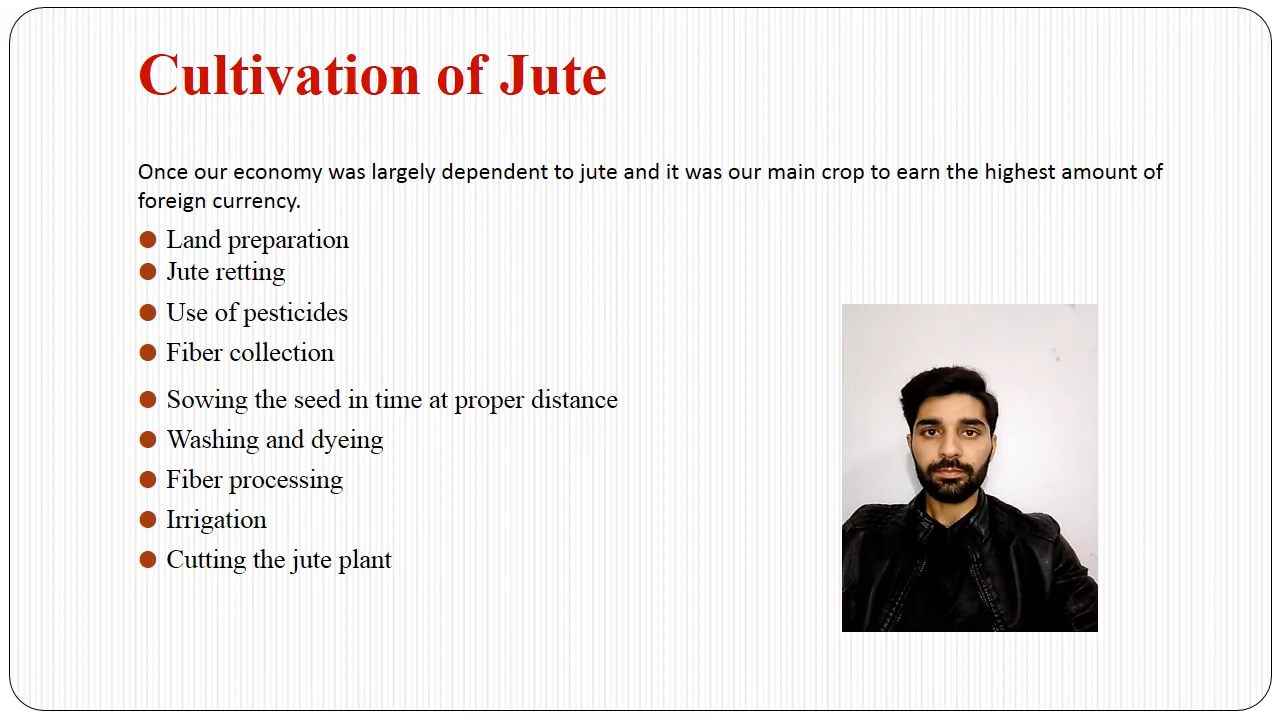 Cultivation of Jute
Once our economy was largely dependent to jute and it was our main crop to earn the highest amount of
foreign currency.
Land preparation
Jute retting
Use of pesticides
Fiber collection
Sowing the seed in time at proper distance
Washing and dyeing
Fiber processing
Irrigation
Cutting the jute plant